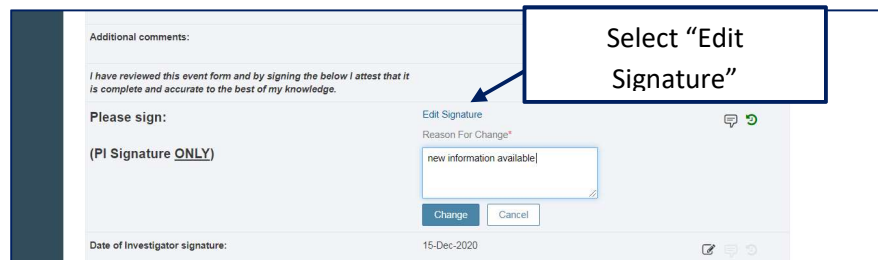 Select "Edit
Signature"
Additional comments:
I have reviewed this event form and by signing the below I attest that it
is complete and accurate to the best of my knowledge.
Please sign:
Edit Signature
Reason For Change*
(PI Signature ONLY)
new information available
Change
Cancel
Date of Investigator signature:
15-Dec-2020